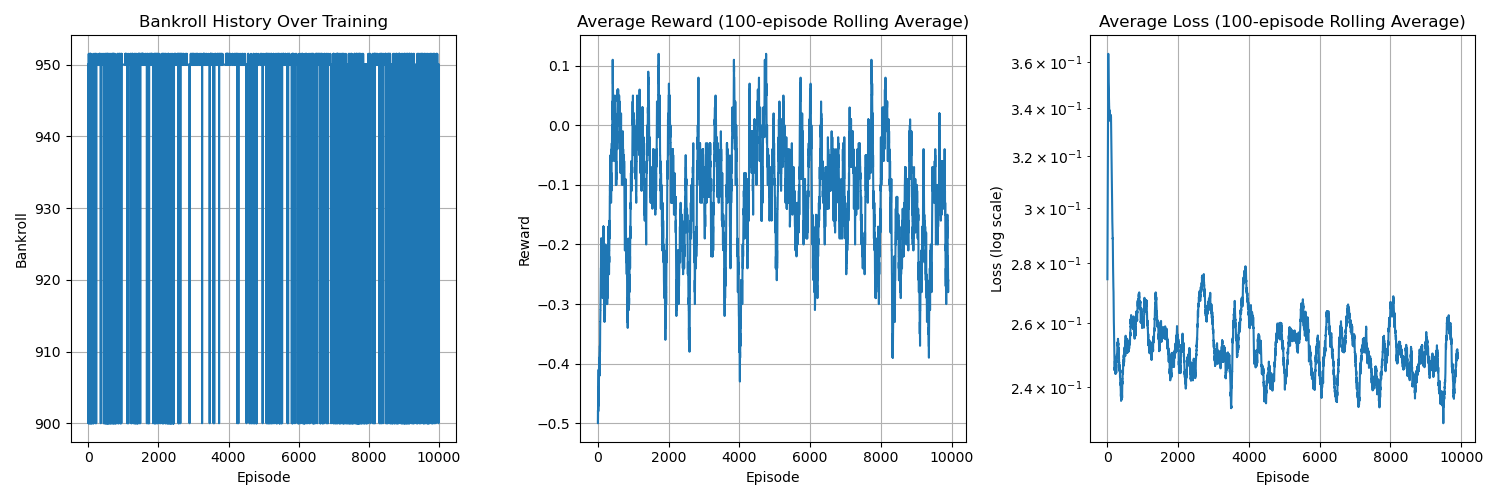 Bankroll History Over Training
950
940
930
920
910
900
Bankroll
0 2000 4000 6000 8000 10000
Episode
Average Reward (100-episode Rolling Average)
0.1
0.0
−0.1
−0.2
−0.3
−0.4
−0.5
Reward
0 2000 4000 6000 8000 10000
Episode
Average Loss (100-episode Rolling Average)
3.6 × 10⁻¹
3.4 × 10⁻¹
3.2 × 10⁻¹
3 × 10⁻¹
2.8 × 10⁻¹
2.6 × 10⁻¹
2.4 × 10⁻¹
Loss (log scale)
0 2000 4000 6000 8000 10000
Episode